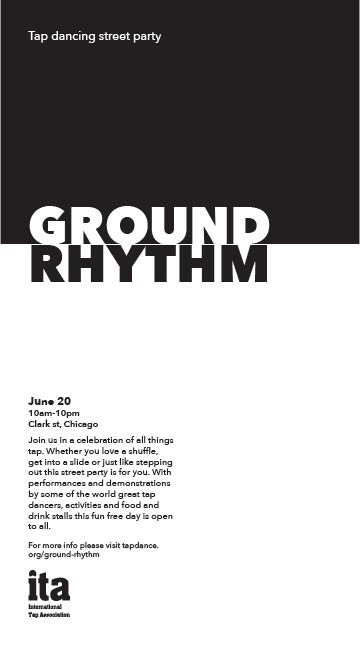 Tap dancing street party
GROUND
RHYTHM
June 20
10am-10pm
Clark st, Chicago
Join us in a celebration of all things
tap. Whether you love a shuffle,
get into a slide or just like stepping
out this street party is for you. With
performances and demonstrations
by some of the world great tap
dancers, activities and food and
drink stalls this fun free day is open
to all.
For more info please visit tapdance.
org/ground-rhythm
ita
International
Tap Association